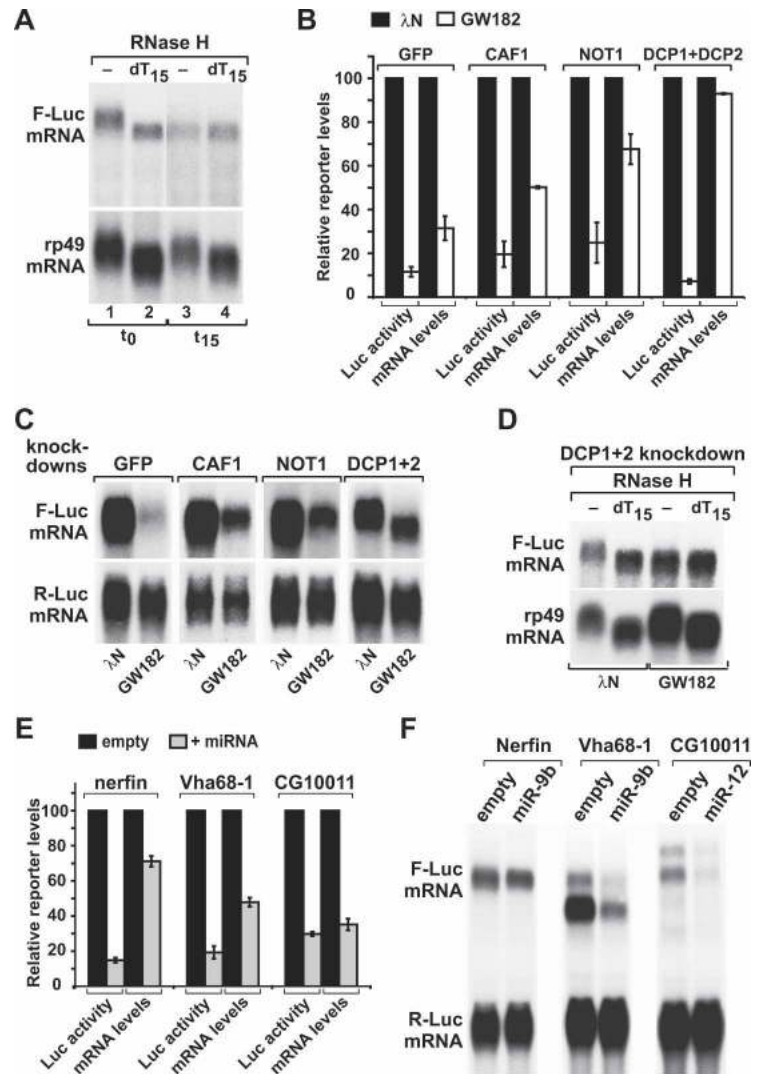 A
RNase H
– dT15 – dT15
F-Luc
mRNA
rp49
mRNA
1 2 3 4
t0 t15
B
λN GW182
GFP CAF1 NOT1 DCP1+DCP2
Relative reporter levels
100
80
60
40
20
0
Luc activity
mRNA levels
Luc activity
mRNA levels
Luc activity
mRNA levels
Luc activity
mRNA levels
C
knock-
downs
GFP CAF1 NOT1 DCP1+2
F-Luc
mRNA
R-Luc
mRNA
λN GW182 λN GW182 λN GW182 λN GW182
D
DCP1+2 knockdown
RNase H
– dT15 – dT15
F-Luc
mRNA
rp49
mRNA
λN GW182
E
empty + miRNA
nerfin Vha68-1 CG10011
Relative reporter levels
100
80
60
40
20
0
Luc activity
mRNA levels
Luc activity
mRNA levels
Luc activity
mRNA levels
F
Nerfin Vha68-1 CG10011
empty miR-9b empty miR-9b empty miR-12
F-Luc
mRNA
R-Luc
mRNA